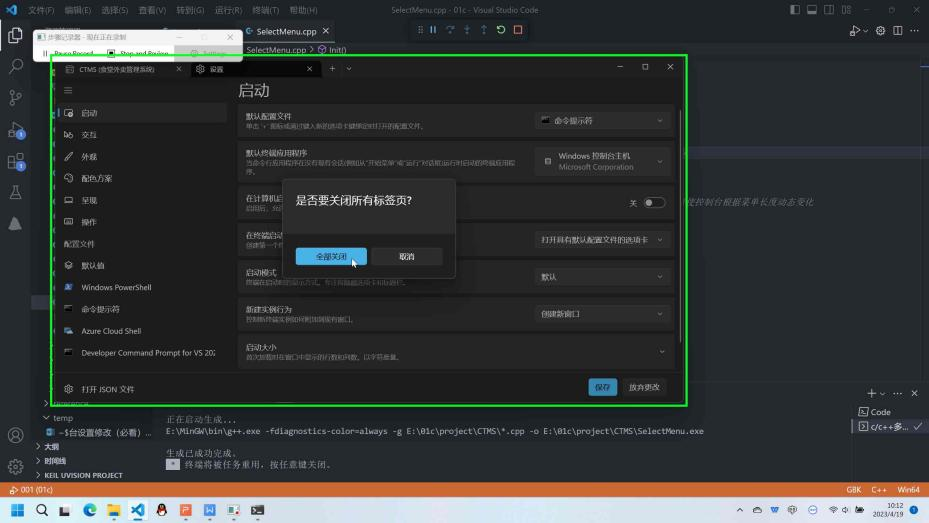 文件(F) 编辑(E) 选择(S) 查看(V) 转到(G) 运行(R) 终端(T) 帮助(H)
SelectMenu.cpp - 01c - Visual Studio Code
步骤记录器 - 现在正在录制
SelectMenu.cpp
Pause Record
Stop and Review
SelectMenu.cpp > Init()
CTMS (食堂外卖管理系统)
设置
启动
交互
外观
配色方案
呈现
操作
配置文件
默认值
Windows PowerShell
命令提示符
Azure Cloud Shell
Developer Command Prompt for VS 202
打开 JSON 文件
启动
默认配置文件
单击“+”图标或通过键入新的选项卡键绑定时打开的配置文件。
命令提示符
默认终端应用程序
当命令行应用程序在没有现有会话(例如从“开始菜单”或“运行”对话框)运行时启动的终端应用程序。
Windows 控制台主机
Microsoft Corporation
在计算机启
关
在终端启动
创建第一个
打开具有默认配置文件的选项卡
启动模式
默认
新建实例行为
控制新终端实例如何附加到现有窗口。
创建新窗口
启动大小
首次加载时在窗口中显示的行数和列数。以字符度量。
保存
放弃更改
是否要关闭所有标签页?
全部关闭
取消
使控制台根据菜单长度动态变化
temp
~$台设置修改（必看）...
大纲
时间线
KEIL UVISION PROJECT
正在启动生成...
E:\MinGW\bin\g++.exe -fdiagnostics-color=always -g E:\01c\project\CTMS\*.cpp -o E:\01c\project\CTMS\SelectMenu.exe
生成已成功完成。
* 终端将被任务重用，按任意键关闭。
Code
c/c++多...
001 (01c)
GBK C++ Win64
10:12
2023/4/19